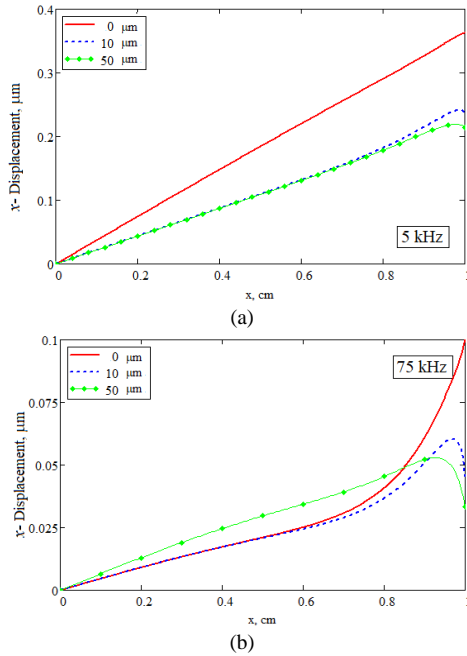 0.4
0 μm
10 μm
50 μm
0.3
0.2
0.1
0
x- Displacement, μm
5 kHz
0
0.2
0.4
0.6
0.8
1
x, cm
(a)
0.1
0 μm
10 μm
50 μm
75 kHz
0.075
0.05
0.025
0
x- Displacement, μm
0
0.2
0.4
0.6
0.8
1
x, cm
(b)